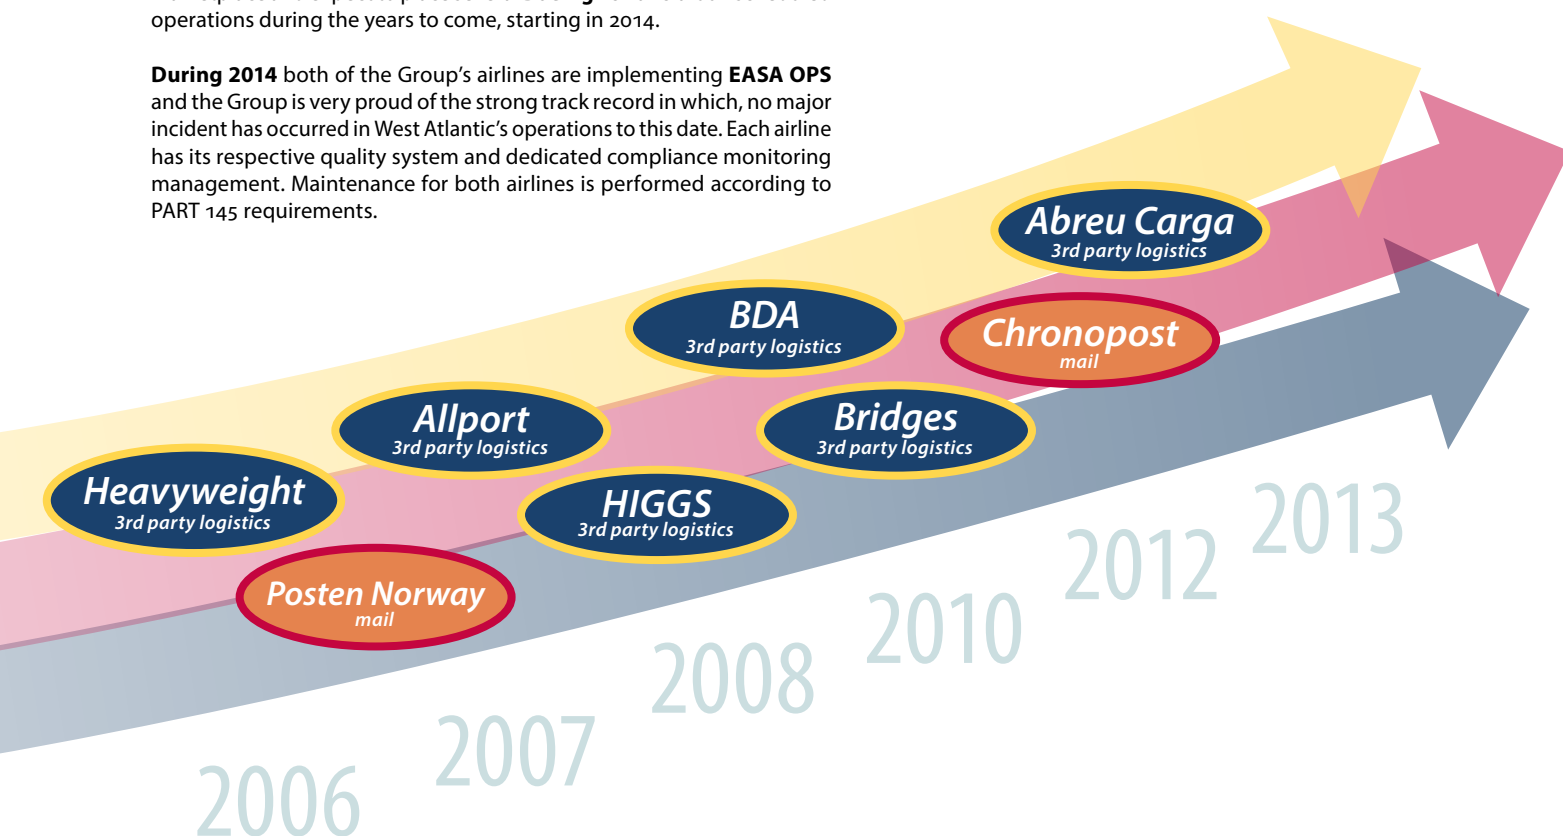 operations during the years to come, starting in 2014.
During 2014 both of the Group's airlines are implementing EASA OPS
and the Group is very proud of the strong track record in which, no major
incident has occurred in West Atlantic's operations to this date. Each airline
has its respective quality system and dedicated compliance monitoring
management. Maintenance for both airlines is performed according to
PART 145 requirements.
Abreu Carga
3rd party logistics
BDA
3rd party logistics
Chronopost
mail
Allport
3rd party logistics
Bridges
3rd party logistics
Heavyweight
3rd party logistics
HIGGS
3rd party logistics
Posten Norway
mail
2006
2007
2008
2010
2012
2013